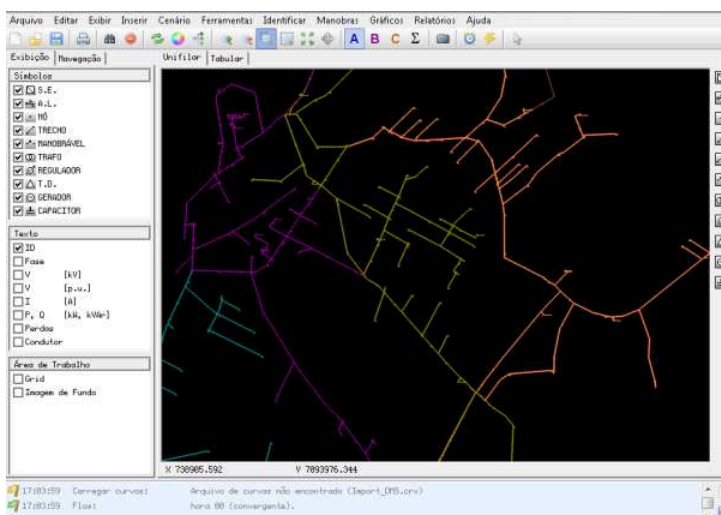 Arquivo Editar Exibir Inserir Cenário Ferramentas Identificar Manobras Gráficos Relatórios Ajuda
A B C Σ
Exibição Navegação Unifilar Tabular
Símbolos
S.E.
A.L.
NÓ
TRECHO
MANOBRÁVEL
TRAFO
REGULADOR
T.D.
GERADOR
CAPACITOR
Texto
ID
Fase
V [kV]
V [p.u.]
I [A]
P, Q [kW, kVAr]
Perdas
Condutor
Área de Trabalho
Grid
Imagem de Fundo
X 738905.592 Y 7093976.344
17:03:59 Carregar curvas: Arquivo de curvas não encontrado (Import_DMS.crv)
17:03:59 Flux: hora 00 (convergente).